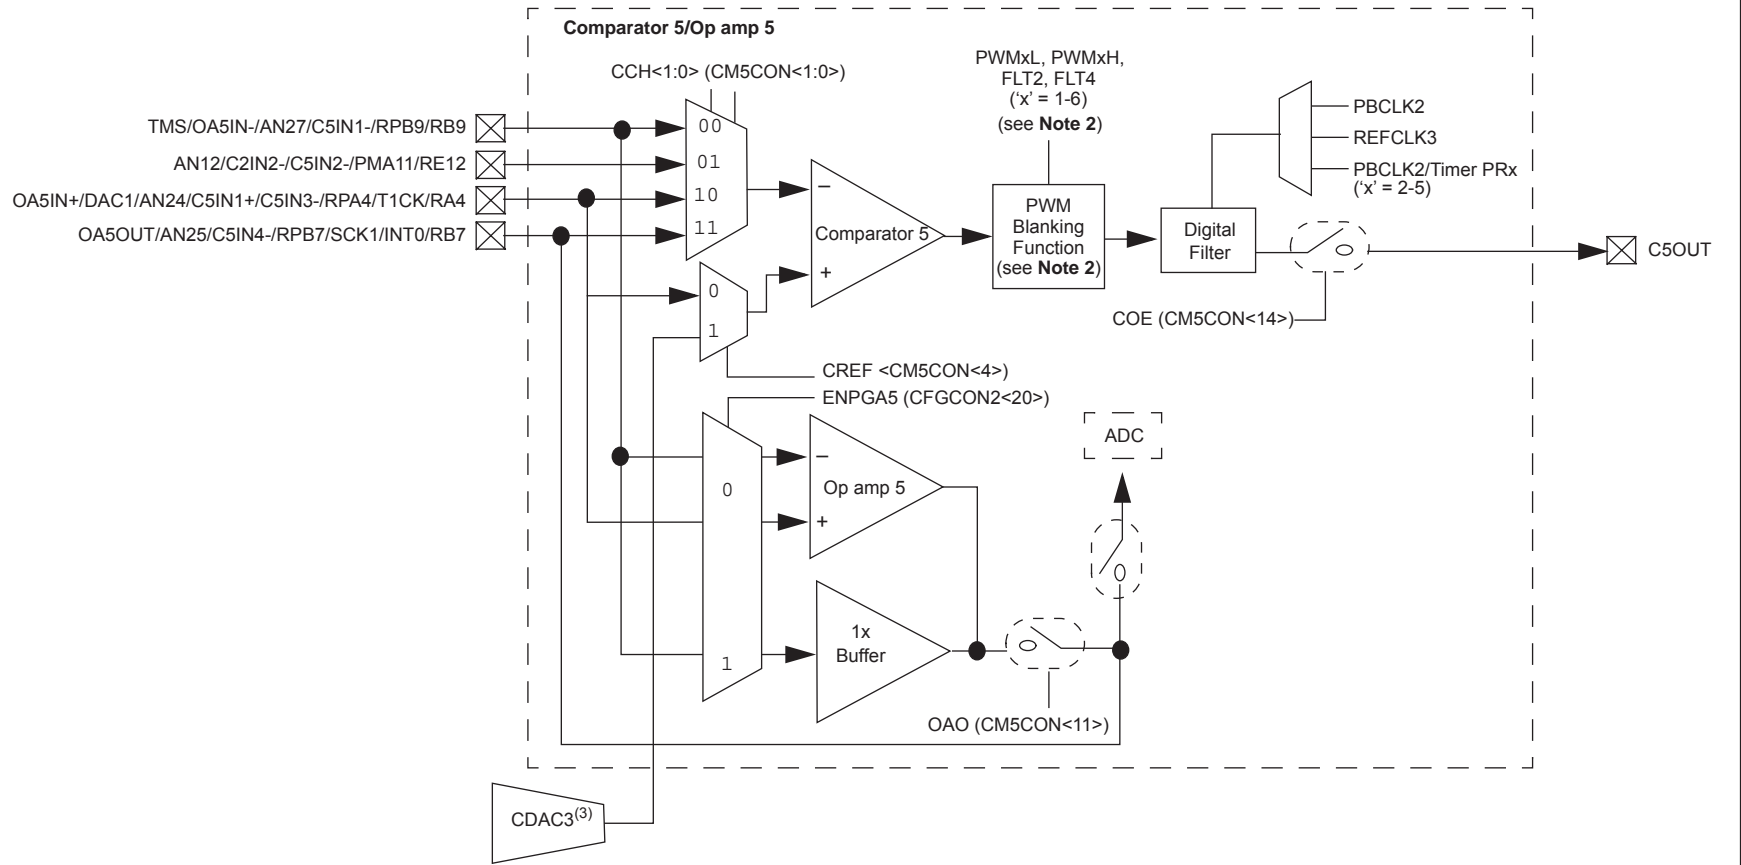 Comparator 5/Op amp 5
CCH<1:0> (CM5CON<1:0>)
PWMxL, PWMxH,
FLT2, FLT4
(‘x’ = 1-6)
(see Note 2)
TMS/OA5IN-/AN27/C5IN1-/RPB9/RB9
AN12/C2IN2-/C5IN2-/PMA11/RE12
OA5IN+/DAC1/AN24/C5IN1+/C5IN3-/RPA4/T1CK/RA4
OA5OUT/AN25/C5IN4-/RPB7/SCK1/INT0/RB7
00
01
10
11
0
1
–
Comparator 5
+
PWM
Blanking
Function
(see Note 2)
Digital
Filter
PBCLK2
REFCLK3
PBCLK2/Timer PRx
(‘x’ = 2-5)
C5OUT
COE (CM5CON<14>)
CREF <CM5CON<4>)
ENPGA5 (CFGCON2<20>)
0
1
–
Op amp 5
+
1x
Buffer
ADC
OAO (CM5CON<11>)
CDAC3(3)